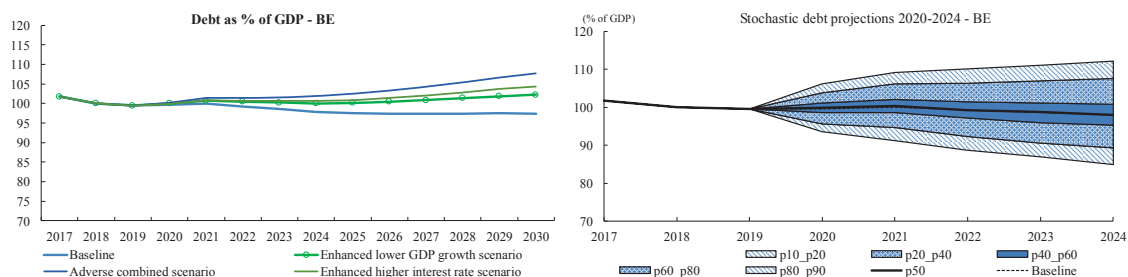 Debt as % of GDP - BE
120
115
110
105
100
95
90
85
80
75
70
2017 2018 2019 2020 2021 2022 2023 2024 2025 2026 2027 2028 2029 2030
Baseline
Enhanced lower GDP growth scenario
Adverse combined scenario
Enhanced higher interest rate scenario
(% of GDP)
Stochastic debt projections 2020-2024 - BE
120
110
100
90
80
70
2017 2018 2019 2020 2021 2022 2023 2024
p10_p20 p20_p40 p40_p60
p60_p80 p80_p90 p50 Baseline